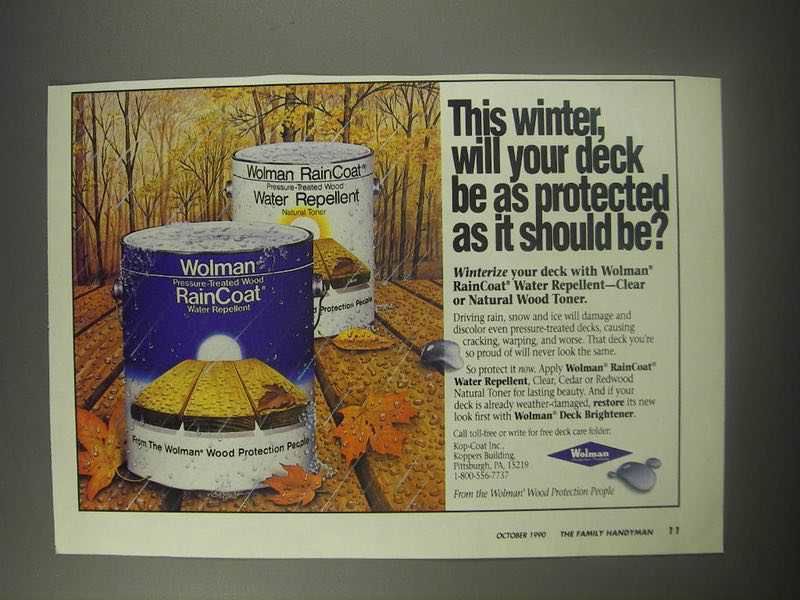 Wolman RainCoat®
Pressure-Treated Wood
Water Repellent
Natural Toner
d Protection People
Wolman®
Pressure-Treated Wood
RainCoat®
Water Repellent
From The Wolman® Wood Protection People
This winter,
will your deck
be as protected
as it should be?
Winterize your deck with Wolman®
RainCoat® Water Repellent—Clear
or Natural Wood Toner.
Driving rain, snow and ice will damage and
discolor even pressure-treated decks, causing
cracking, warping, and worse. That deck you're
so proud of will never look the same.
So protect it now. Apply Wolman® RainCoat®
Water Repellent, Clear, Cedar or Redwood
Natural Toner for lasting beauty. And if your
deck is already weather-damaged, restore its new
look first with Wolman® Deck Brightener.
Call toll-free or write for free deck care folder:
Kop-Coat Inc.,
Koppers Building,
Pittsburgh, PA, 15219
1-800-556-7737
Wolman
From the Wolman® Wood Protection People
OCTOBER 1990 THE FAMILY HANDYMAN 11